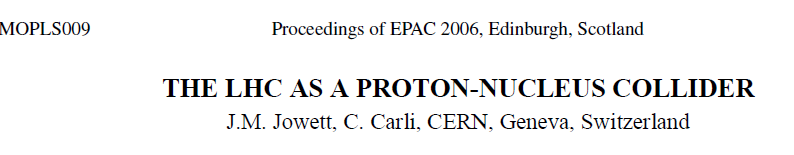 MOPLS009 Proceedings of EPAC 2006, Edinburgh, Scotland
THE LHC AS A PROTON-NUCLEUS COLLIDER
J.M. Jowett, C. Carli, CERN, Geneva, Switzerland